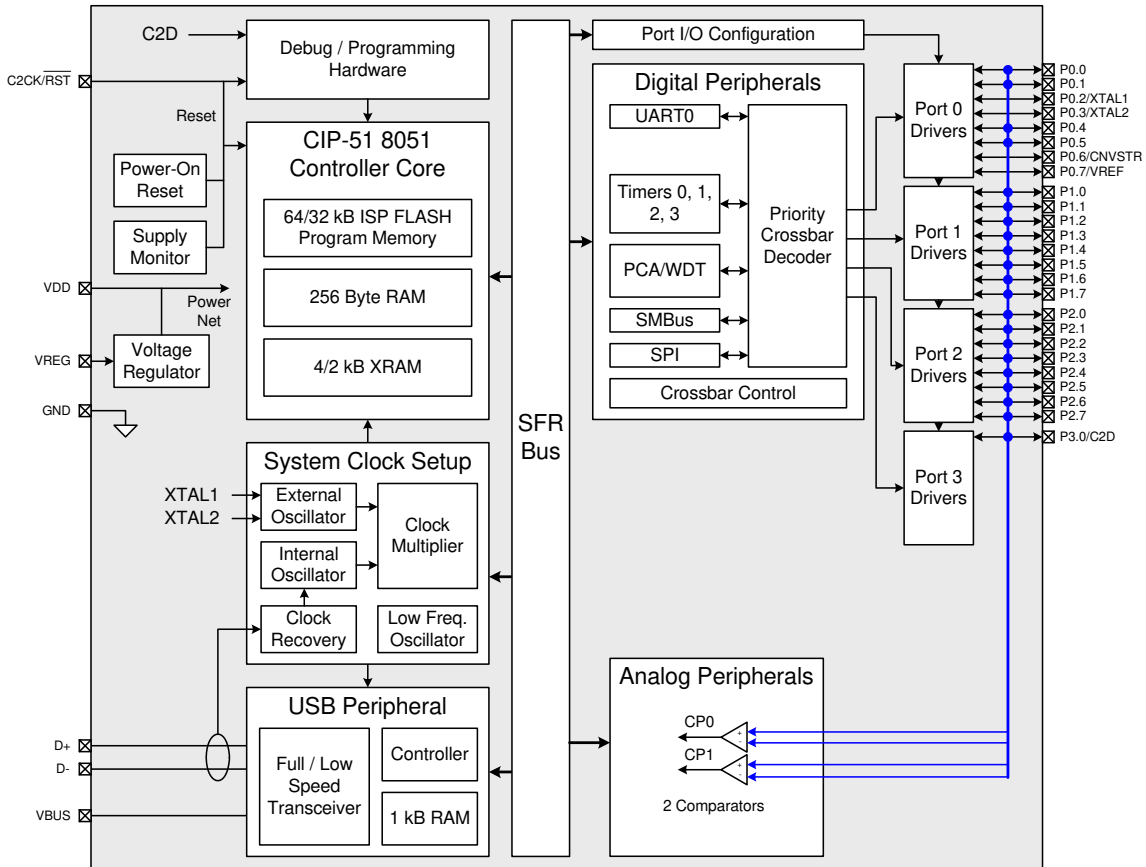 C2D
Debug / Programming
Hardware
C2CK/RST
Reset
Power-On
Reset
Supply
Monitor
VDD
Power
Net
VREG
Voltage
Regulator
GND
CIP-51 8051
Controller Core
64/32 kB ISP FLASH
Program Memory
256 Byte RAM
4/2 kB XRAM
System Clock Setup
XTAL1
XTAL2
External
Oscillator
Internal
Oscillator
Clock
Multiplier
Clock
Recovery
Low Freq.
Oscillator
USB Peripheral
D+
D-
VBUS
Full / Low
Speed
Transceiver
Controller
1 kB RAM
SFR
Bus
Port I/O Configuration
Digital Peripherals
UART0
Timers 0, 1,
2, 3
PCA/WDT
SMBus
SPI
Priority
Crossbar
Decoder
Crossbar Control
Port 0
Drivers
Port 1
Drivers
Port 2
Drivers
Port 3
Drivers
P0.0
P0.1
P0.2/XTAL1
P0.3/XTAL2
P0.4
P0.5
P0.6/CNVSTR
P0.7/VREF
P1.0
P1.1
P1.2
P1.3
P1.4
P1.5
P1.6
P1.7
P2.0
P2.1
P2.2
P2.3
P2.4
P2.5
P2.6
P2.7
P3.0/C2D
Analog Peripherals
CP0
+
-
CP1
+
-
2 Comparators